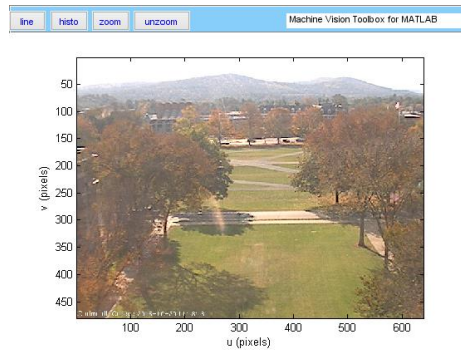 line histo zoom unzoom Machine Vision Toolbox for MATLAB
50
100
150
200
250
300
350
400
450
v (pixels)
100 200 300 400 500 600
u (pixels)